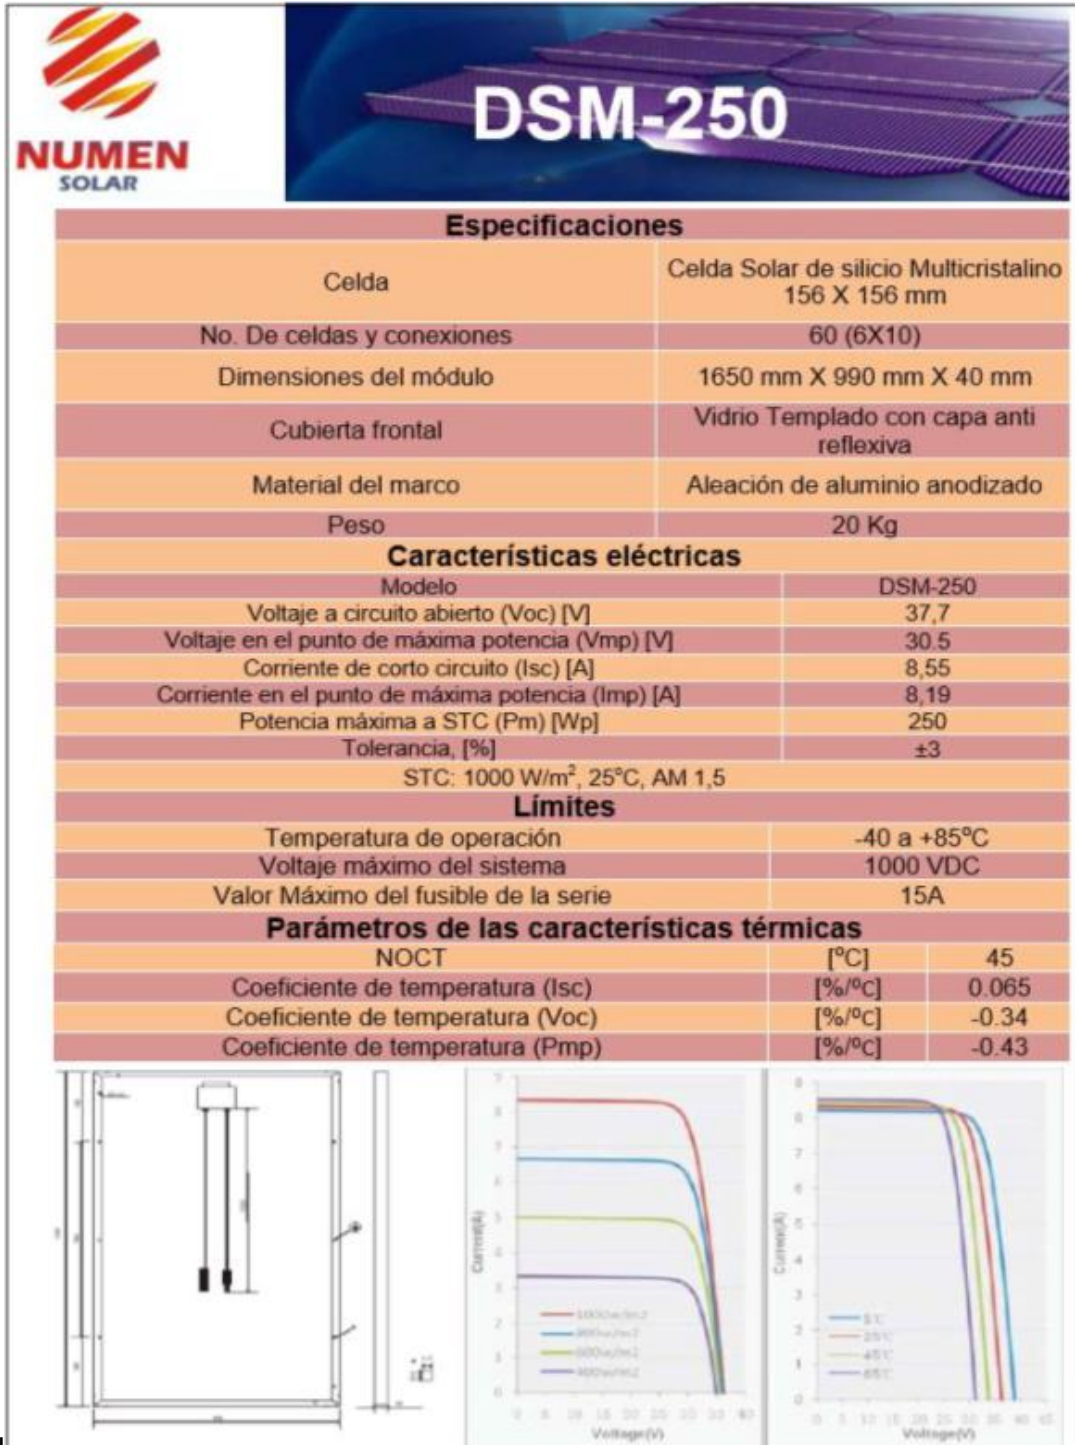 NUMEN
SOLAR
DSM-250
Especificaciones
Celda
Celda Solar de silicio Multicristalino
156 X 156 mm
No. De celdas y conexiones
60 (6X10)
Dimensiones del módulo
1650 mm X 990 mm X 40 mm
Cubierta frontal
Vidrio Templado con capa anti
reflexiva
Material del marco
Aleación de aluminio anodizado
Peso
20 Kg
Características eléctricas
Modelo
DSM-250
Voltaje a circuito abierto (Voc) [V]
37,7
Voltaje en el punto de máxima potencia (Vmp) [V]
30.5
Corriente de corto circuito (Isc) [A]
8,55
Corriente en el punto de máxima potencia (Imp) [A]
8,19
Potencia máxima a STC (Pm) [Wp]
250
Tolerancia, [%]
±3
STC: 1000 W/m², 25°C, AM 1,5
Límites
Temperatura de operación
-40 a +85ºC
Voltaje máximo del sistema
1000 VDC
Valor Máximo del fusible de la serie
15A
Parámetros de las características térmicas
NOCT
[ºC]
45
Coeficiente de temperatura (Isc)
[%/ºC]
0.065
Coeficiente de temperatura (Voc)
[%/ºC]
-0.34
Coeficiente de temperatura (Pmp)
[%/ºC]
-0.43
Current(A)
Voltage(V)
Current(A)
Voltage(V)